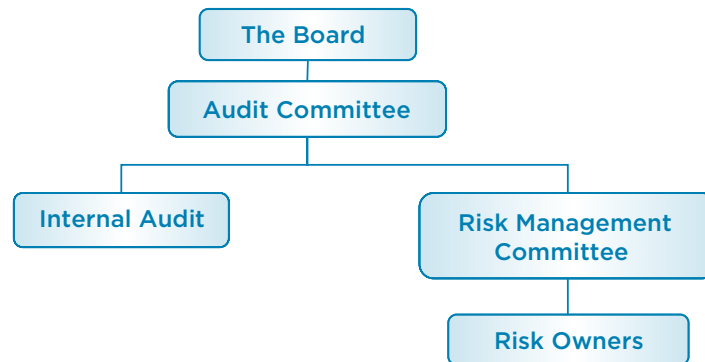 The Board
Audit Committee
Internal Audit
Risk Management
Committee
Risk Owners